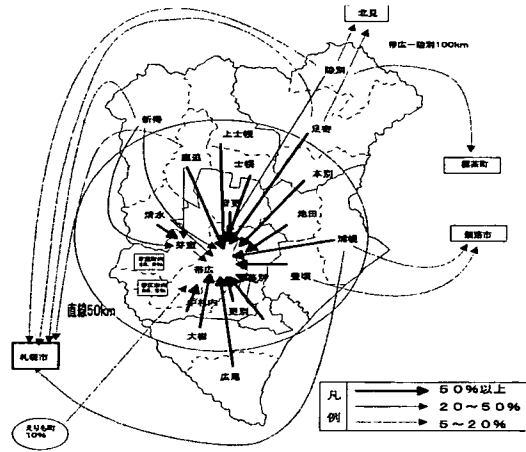 北見
帯広―陸別100km
陸別
新得
足寄
上士幌
鹿追
士幌
本別
音更
池田
清水
芽室
浦幌
釧路市
帯広
豊頃
直線50km
中札内
更別
大樹
札幌市
広尾
えりも町
10%
凡例
50%以上
20～50%
5～20%